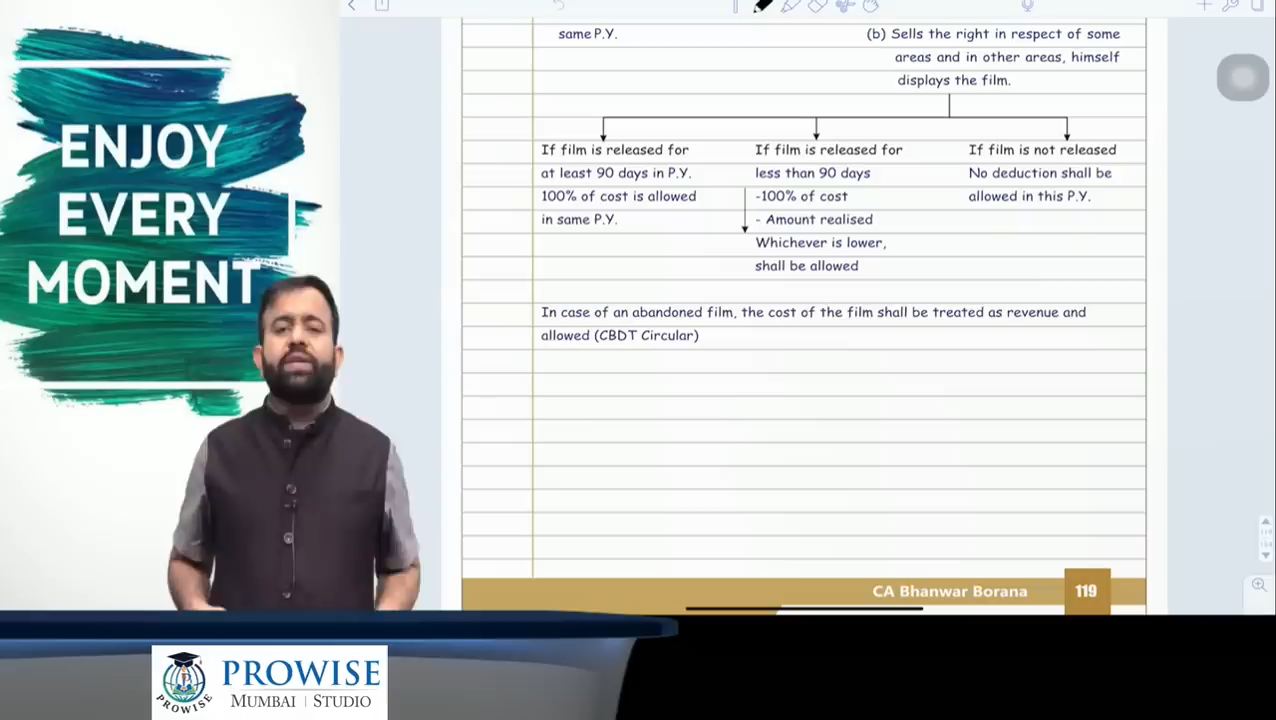 ENJOY
EVERY
MOMENT
same P.Y.
(b) Sells the right in respect of some
areas and in other areas, himself
displays the film.
If film is released for
at least 90 days in P.Y.
100% of cost is allowed
in same P.Y.
If film is released for
less than 90 days
-100% of cost
- Amount realised
Whichever is lower,
shall be allowed
If film is not released
No deduction shall be
allowed in this P.Y.
In case of an abandoned film, the cost of the film shall be treated as revenue and
allowed (CBDT Circular)
CA Bhanwar Borana
119
PROWISE
PROWISE
MUMBAI | STUDIO